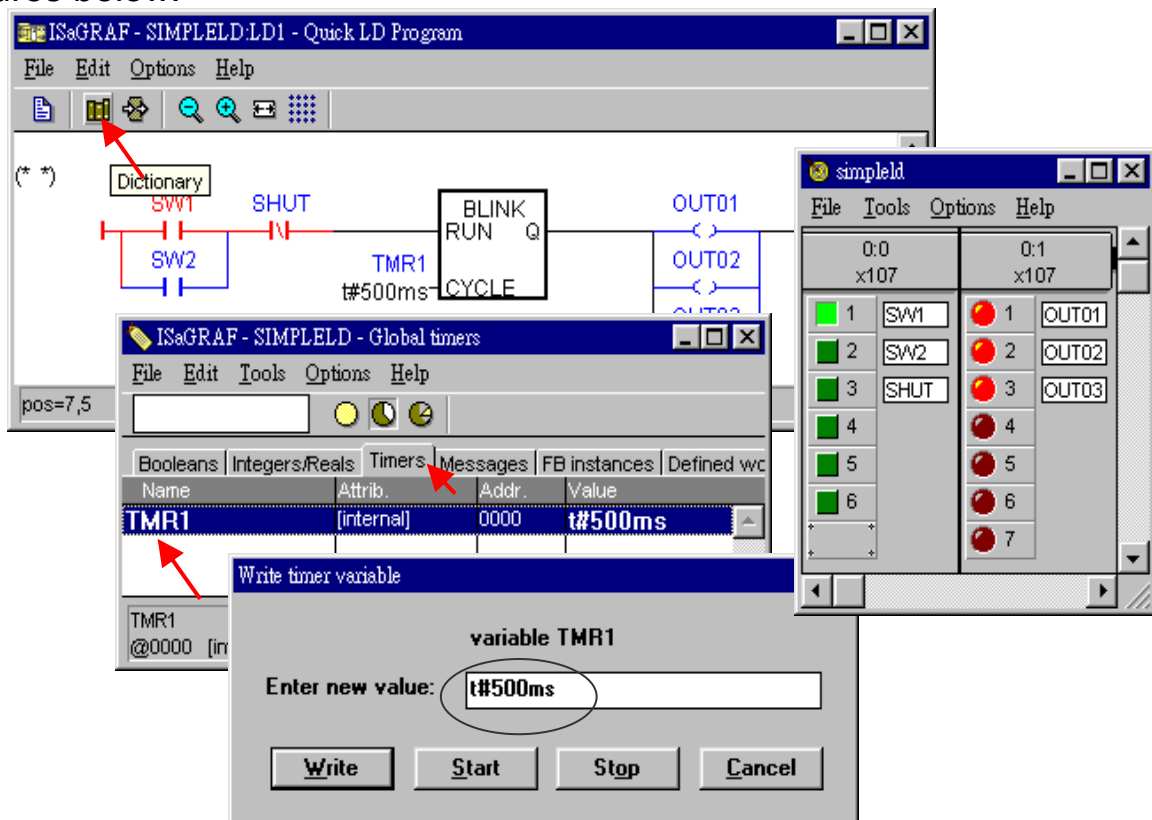 ISaGRAF - SIMPLELD:LD1 - Quick LD Program
File Edit Options Help
Dictionary
(* *)
SW1 SHUT BLINK OUT01
RUN Q
SW2 TMR1 OUT02
t#500ms CYCLE
pos=7,5
ISaGRAF - SIMPLELD - Global timers
File Edit Tools Options Help
Booleans Integers/Reals Timers Messages FB instances Defined
Name Attrib. Addr. Value
TMR1 [internal] 0000 t#500ms
TMR1
@0000
Write timer variable
variable TMR1
Enter new value: t#500ms
Write Start Stop Cancel
simpleld
File Tools Options Help
0:0 0:1
x107 x107
1 SW1 1 OUT01
2 SW2 2 OUT02
3 SHUT 3 OUT03
4 4
5 5
6 6
7